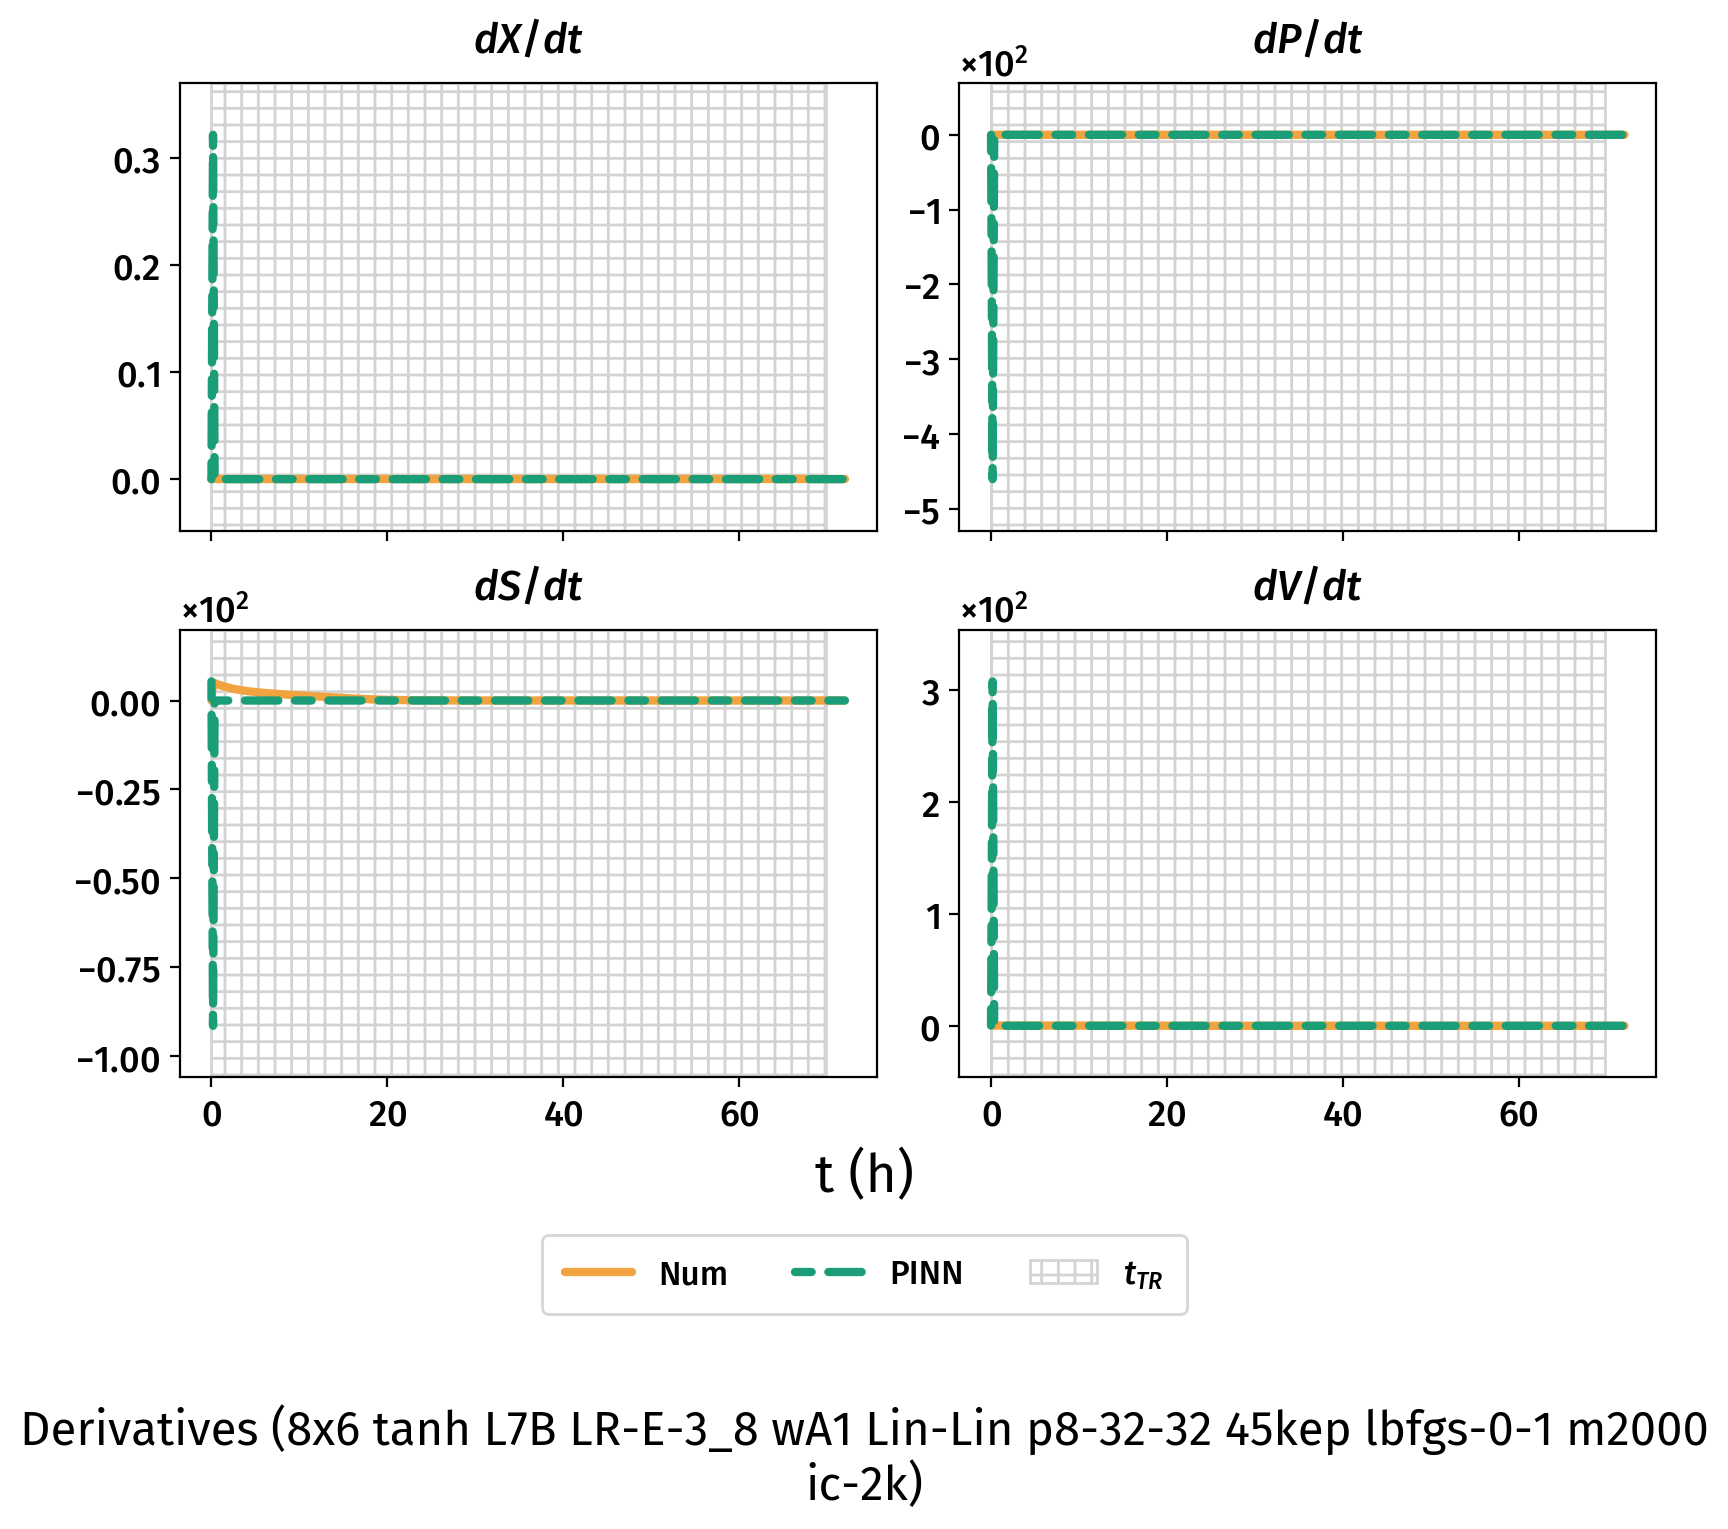 dX/dt
dP/dt
×10²
0.3
0.2
0.1
0.0
0
−1
−2
−3
−4
−5
dS/dt
dV/dt
×10²
×10²
0.00
−0.25
−0.50
−0.75
−1.00
3
2
1
0
0 20 40 60
0 20 40 60
t (h)
Num PINN t_TR
Derivatives (8x6 tanh L7B LR-E-3_8 wA1 Lin-Lin p8-32-32 45kep lbfgs-0-1 m2000
ic-2k)